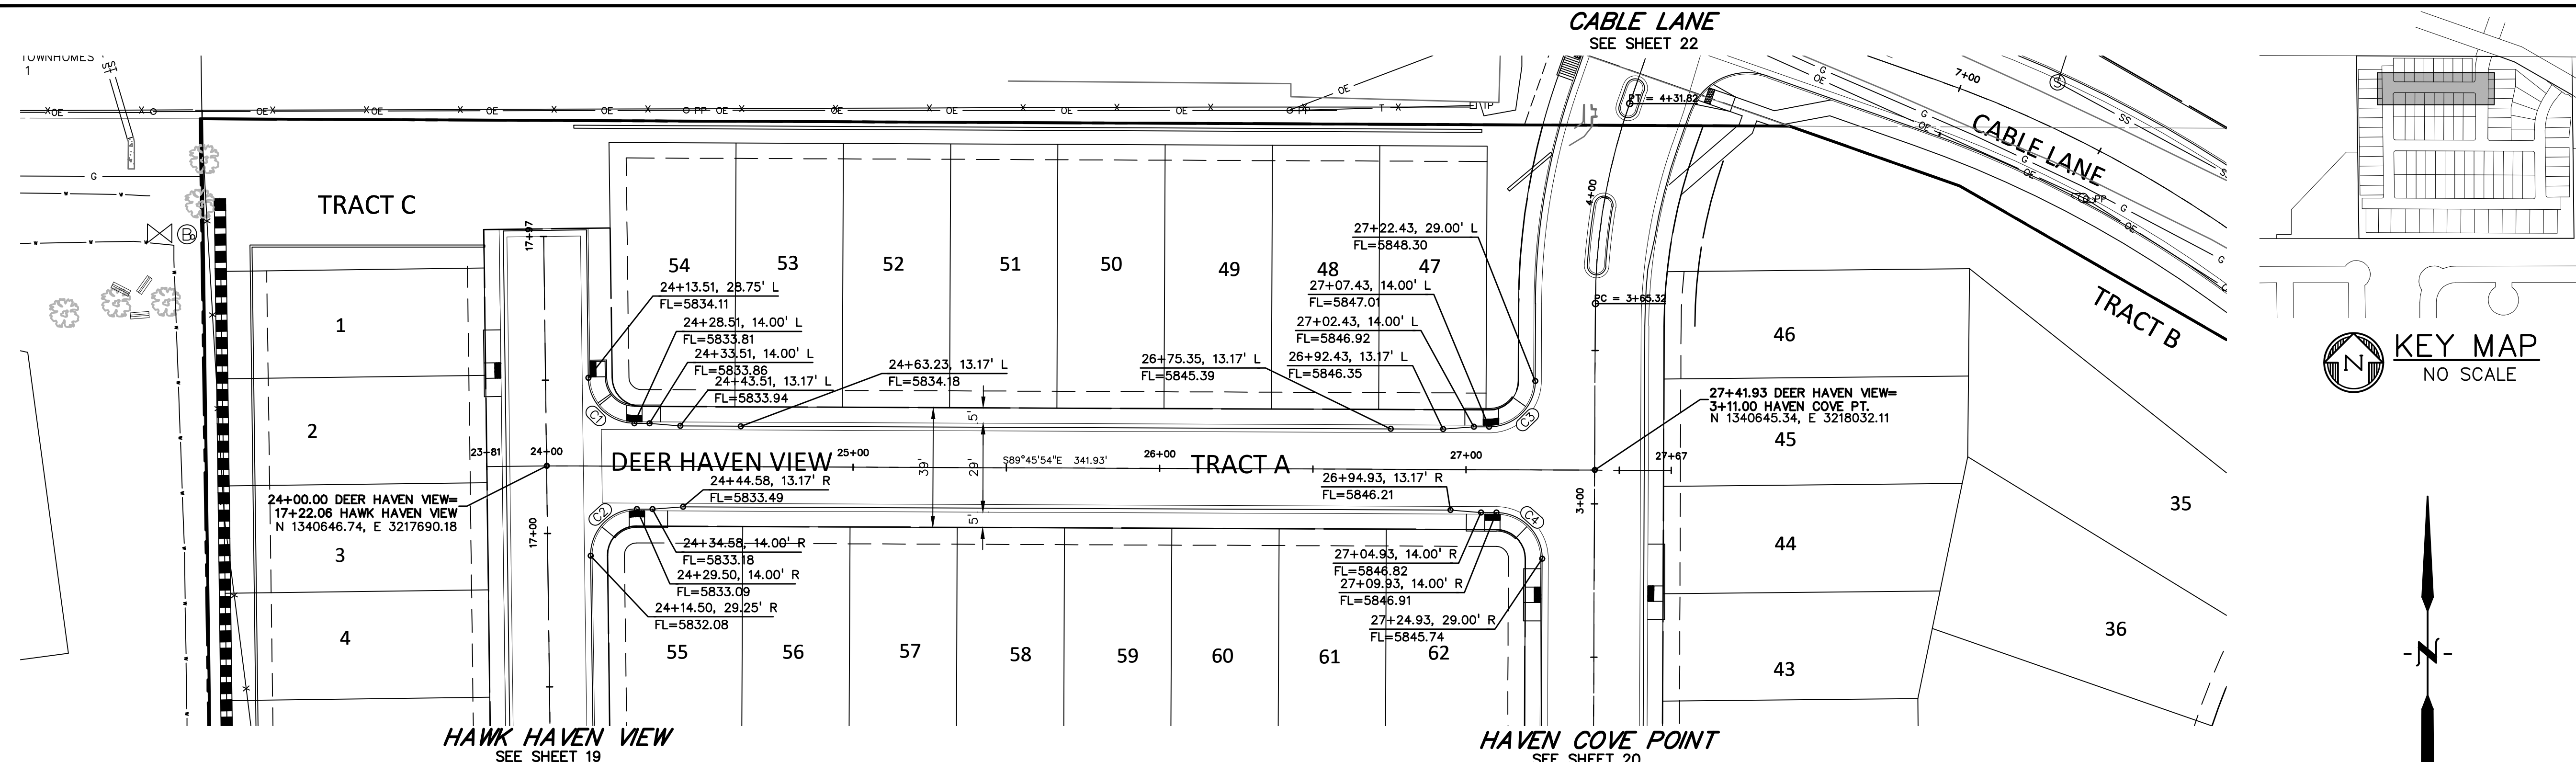 CABLE LANE
SEE SHEET 22
TOWNHOMES
1
ST
TRACT C
17+97
54
53
52
51
50
49
48
47
24+13.51, 28.75' L
FL=5834.11
24+28.51, 14.00' L
FL=5833.81
24+33.51, 14.00' L
FL=5833.86
24+43.51, 13.17' L
FL=5833.94
24+63.23, 13.17' L
FL=5834.18
26+75.35, 13.17' L
FL=5845.39
26+92.43, 13.17' L
FL=5846.35
27+02.43, 14.00' L
FL=5846.92
27+07.43, 14.00' L
FL=5847.01
27+22.43, 29.00' L
FL=5848.30
PT = 4+31.82
4+00
PC = 3+65.32
7+00
S
CABLE LANE
TRACT B
OE
PP
G
SS
T
X
1
2
3
4
C1
C2
C3
C4
23+81
24+00
25+00
26+00
27+00
27+67
DEER HAVEN VIEW
S89°45'54"E 341.93'
TRACT A
5'
39'
29'
5'
24+00.00 DEER HAVEN VIEW=
17+22.06 HAWK HAVEN VIEW
N 1340646.74, E 3217690.18
17+00
27+41.93 DEER HAVEN VIEW=
3+11.00 HAVEN COVE PT.
N 1340645.34, E 3218032.11
3+00
24+44.58, 13.17' R
FL=5833.49
24+34.58, 14.00' R
FL=5833.18
24+29.50, 14.00' R
FL=5833.09
24+14.50, 29.25' R
FL=5832.08
26+94.93, 13.17' R
FL=5846.21
27+04.93, 14.00' R
FL=5846.82
27+09.93, 14.00' R
FL=5846.91
27+24.93, 29.00' R
FL=5845.74
46
45
44
43
35
36
55
56
57
58
59
60
61
62
HAWK HAVEN VIEW
SEE SHEET 19
HAVEN COVE POINT
SEE SHEET 20
N
KEY MAP
NO SCALE
N